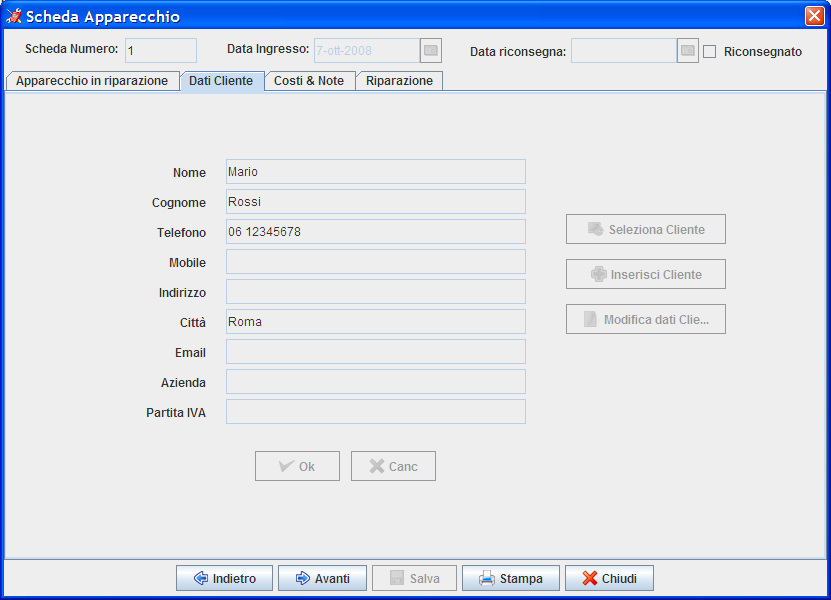 Scheda Apparecchio
Scheda Numero: 1 Data Ingresso: 7-ott-2008 Data riconsegna: Riconsegnato
Apparecchio in riparazione Dati Cliente Costi & Note Riparazione
Nome Mario
Cognome Rossi
Telefono 06 12345678
Seleziona Cliente
Mobile
Inserisci Cliente
Indirizzo
Città Roma
Modifica dati Clie...
Email
Azienda
Partita IVA
Ok Canc
Indietro Avanti Salva Stampa Chiudi